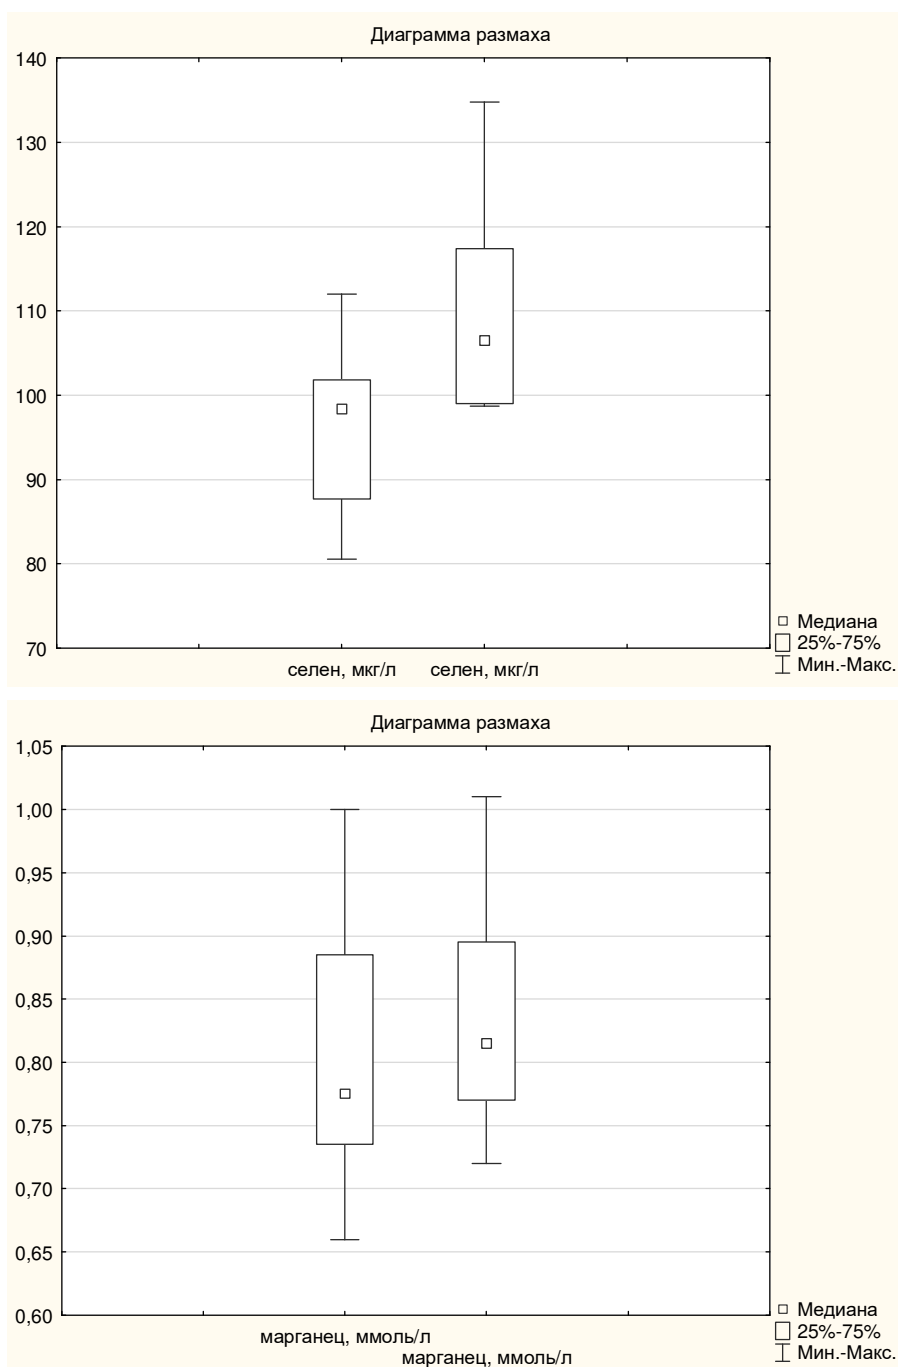 Диаграмма размаха
140
130
120
110
100
90
80
70
селен, мкг/л селен, мкг/л
Медиана
25%-75%
Мин.-Макс.
Диаграмма размаха
1,05
1,00
0,95
0,90
0,85
0,80
0,75
0,70
0,65
0,60
марганец, ммоль/л
марганец, ммоль/л
Медиана
25%-75%
Мин.-Макс.